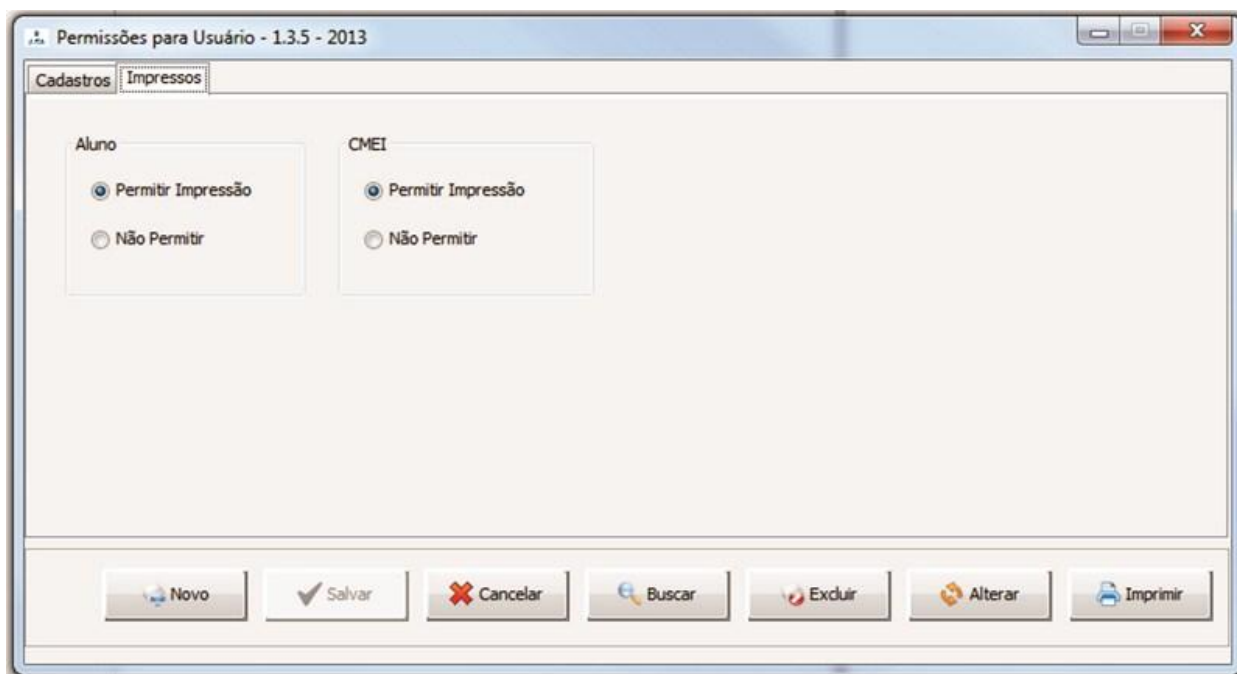 Permissões para Usuário - 1.3.5 - 2013
Cadastros Impressos
Aluno CMEI
Permitir Impressão Permitir Impressão
Não Permitir Não Permitir
Novo Salvar Cancelar Buscar Excluir Alterar Imprimir